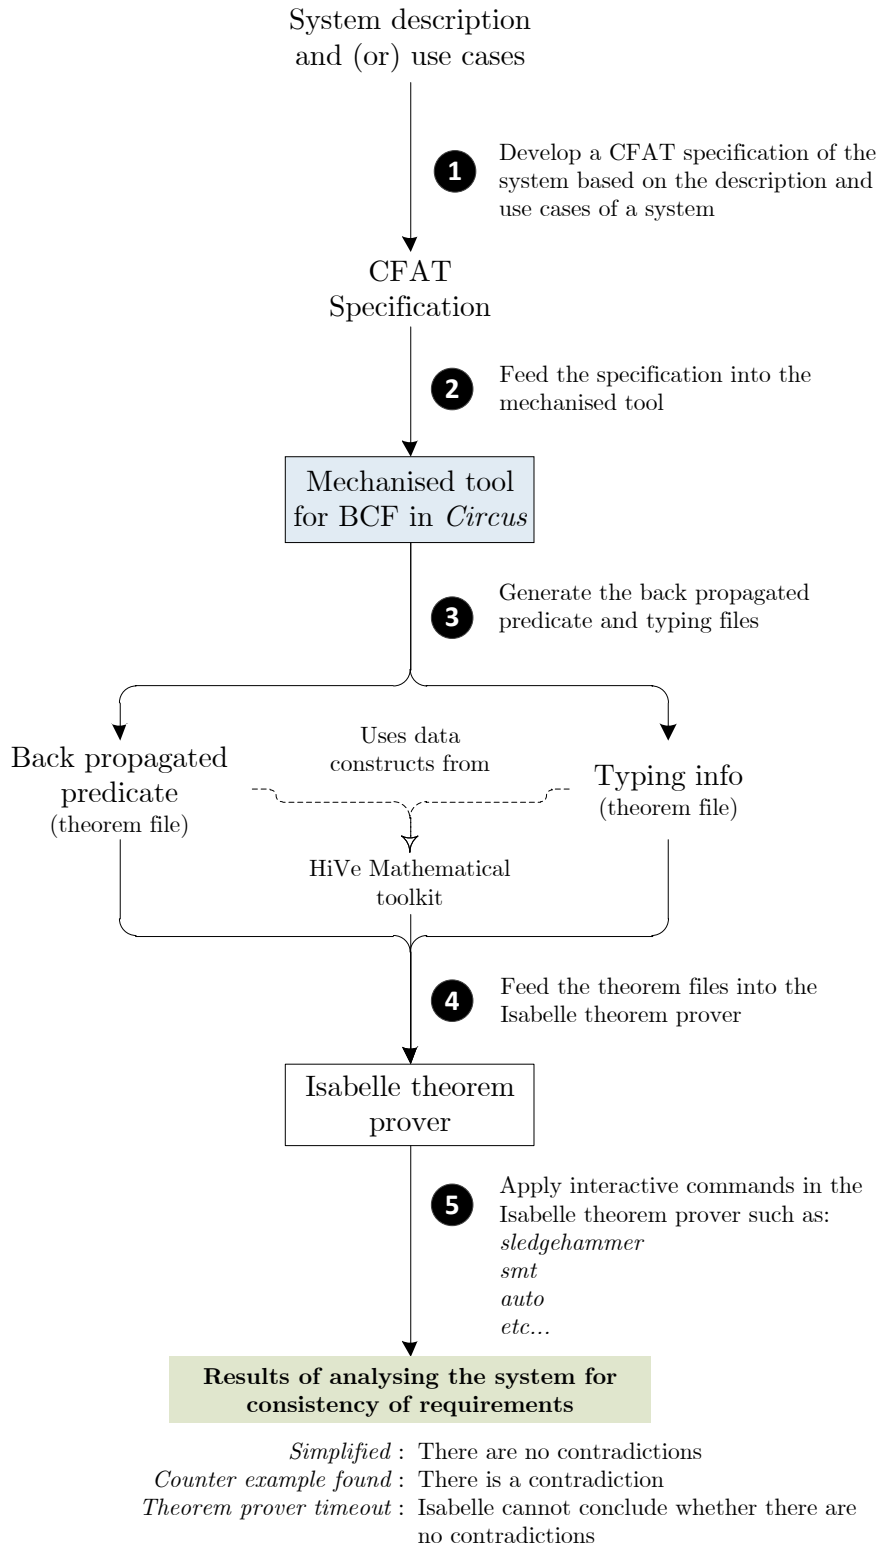 System description
and (or) use cases
1
Develop a CFAT specification of the
system based on the description and
use cases of a system
CFAT
Specification
2
Feed the specification into the
mechanised tool
Mechanised tool
for BCF in Circus
3
Generate the back propagated
predicate and typing files
Back propagated
predicate
(theorem file)
Uses data
constructs from
Typing info
(theorem file)
HiVe Mathematical
toolkit
4
Feed the theorem files into the
Isabelle theorem prover
Isabelle theorem
prover
5
Apply interactive commands in the
Isabelle theorem prover such as:
sledgehammer
smt
auto
etc...
Results of analysing the system for
consistency of requirements
Simplified : There are no contradictions
Counter example found : There is a contradiction
Theorem prover timeout : Isabelle cannot conclude whether there are
no contradictions